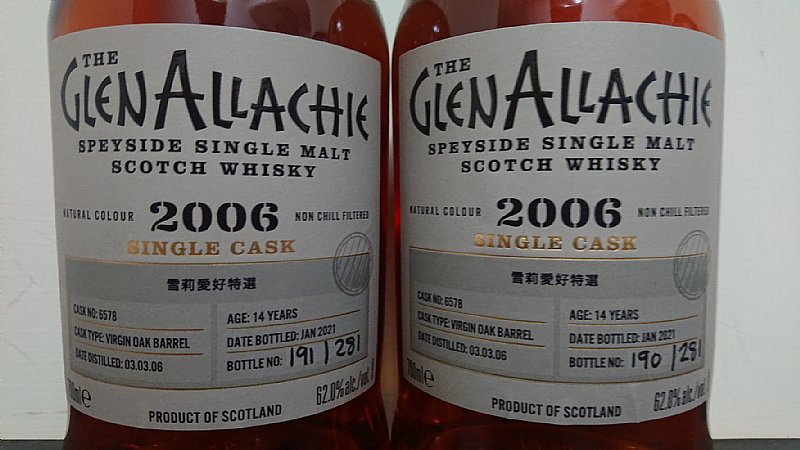 THE
GLENALLACHIE
SPEYSIDE SINGLE MALT
SCOTCH WHISKY
NATURAL COLOUR 2006 NON CHILL FILTERED
SINGLE CASK
雪莉愛好特選
CASK NO: 6578
CASK TYPE: VIRGIN OAK BARREL
DATE DISTILLED: 03.03.06
AGE: 14 YEARS
DATE BOTTLED: JAN 2021
BOTTLE NO: 191 / 281
700ml e
62.0% alc./vol.
PRODUCT OF SCOTLAND
THE
GLENALLACHIE
SPEYSIDE SINGLE MALT
SCOTCH WHISKY
NATURAL COLOUR 2006 NON CHILL FILTERED
SINGLE CASK
雪莉愛好特選
CASK NO: 6578
CASK TYPE: VIRGIN OAK BARREL
DATE DISTILLED: 03.03.06
AGE: 14 YEARS
DATE BOTTLED: JAN 2021
BOTTLE NO: 190 / 281
700ml e
62.0% alc./vol.
PRODUCT OF SCOTLAND